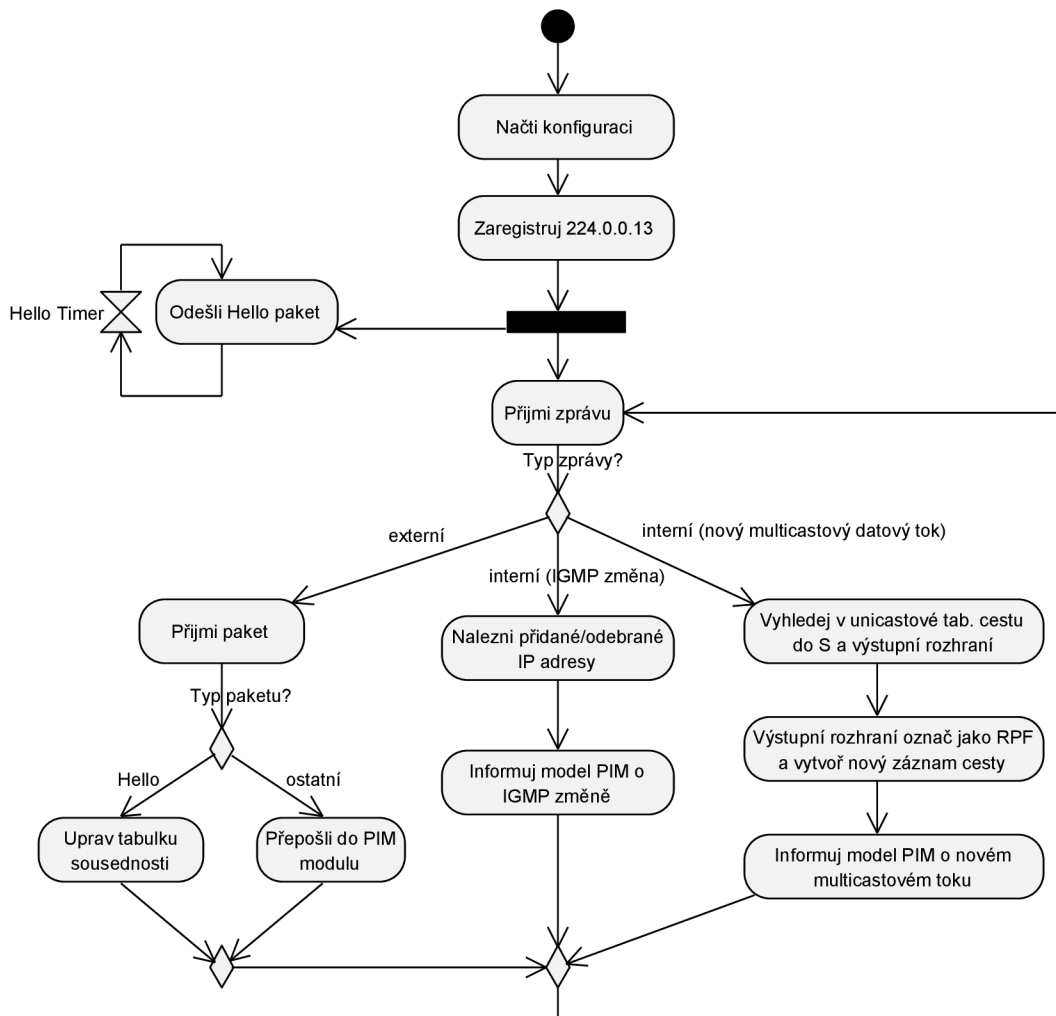 Načti konfiguraci
Zaregistruj 224.0.0.13
Hello Timer
Odešli Hello paket
Přijmi zprávu
Typ zprávy?
externí
interní (nový multicastový datový tok)
interní (IGMP změna)
Přijmi paket
Nalezni přidané/odebrané
IP adresy
Vyhledej v unicastové tab. cestu
do S a výstupní rozhraní
Typ paketu?
Výstupní rozhraní označ jako RPF
a vytvoř nový záznam cesty
Hello
ostatní
Informuj model PIM o
IGMP změně
Uprav tabulku
sousednosti
Přepošli do PIM
modulu
Informuj model PIM o novém
multicastovém toku